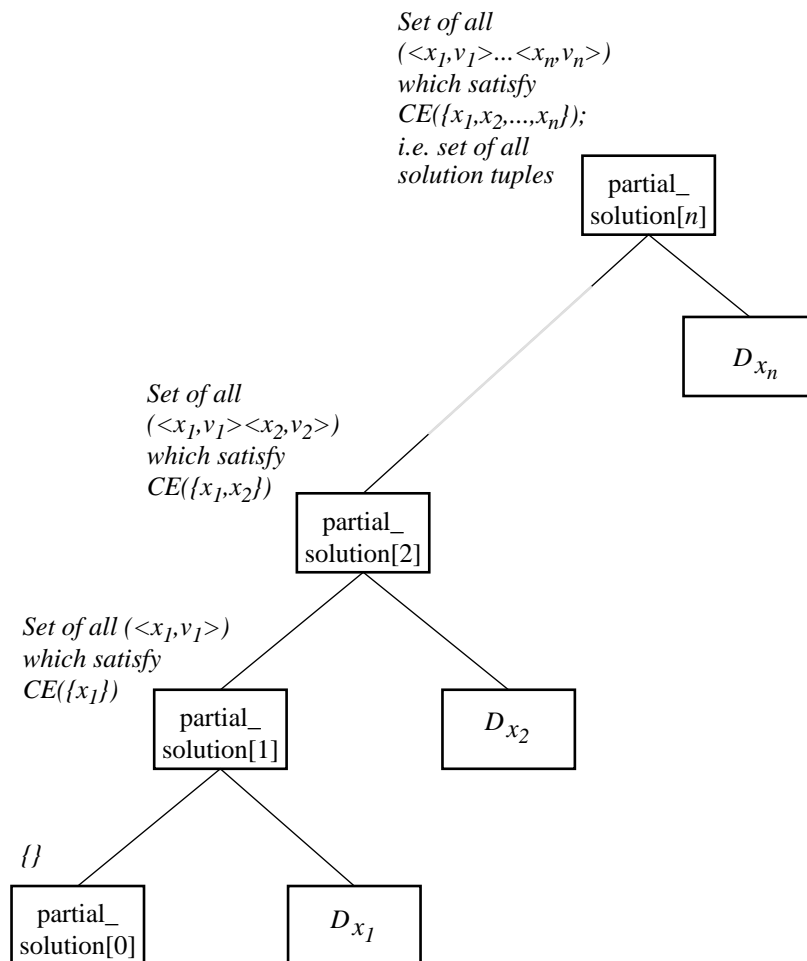 Set of all
(<x1,v1>...<xn,vn>)
which satisfy
CE({x1,x2,...,xn});
i.e. set of all
solution tuples
partial_
solution[n]
Dxn
Set of all
(<x1,v1><x2,v2>)
which satisfy
CE({x1,x2})
partial_
solution[2]
Set of all (<x1,v1>)
which satisfy
CE({x1})
partial_
solution[1]
Dx2
{}
partial_
solution[0]
Dx1